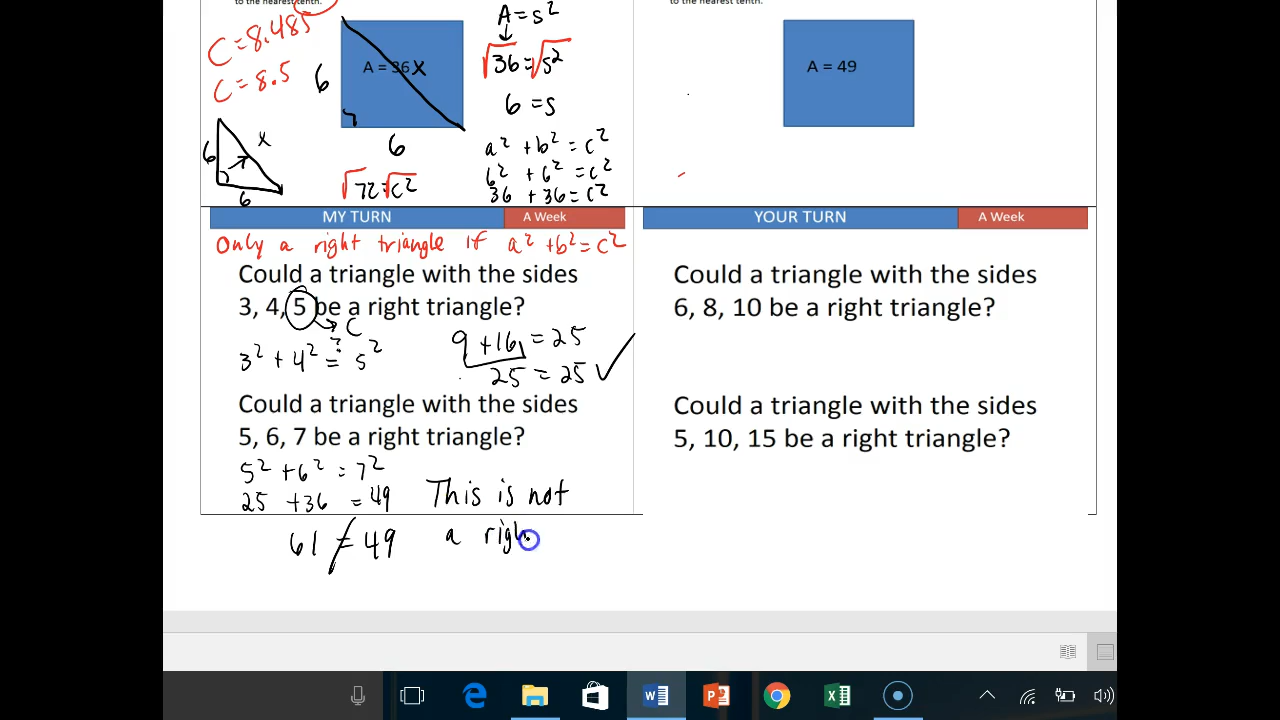 to the nearest tenth.
C = 8.485
C = 8.5
6
A = 36 x
6
6
x
6
√72 = √c²
A = s²
√36 = √s²
6 = s
a² + b² = c²
6² + 6² = c²
36 + 36 = c²
to the nearest tenth.
A = 49
MY TURN
A Week
Only a right triangle if a² + b² = c²
Could a triangle with the sides
3, 4, 5 be a right triangle?
C
3² + 4² ?= 5²
9 + 16 = 25
25 = 25 ✓
Could a triangle with the sides
5, 6, 7 be a right triangle?
5² + 6² = 7²
25 + 36 = 49
61 ≠ 49
This is not
a righ
YOUR TURN
A Week
Could a triangle with the sides
6, 8, 10 be a right triangle?
Could a triangle with the sides
5, 10, 15 be a right triangle?